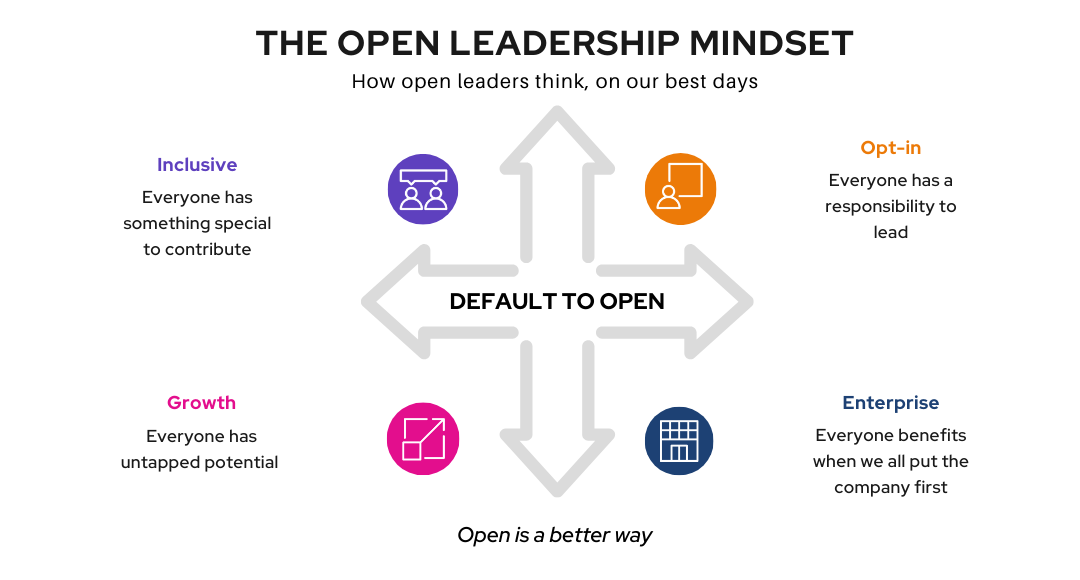 THE OPEN LEADERSHIP MINDSET
How open leaders think, on our best days
Inclusive
Everyone has
something special
to contribute
Opt-in
Everyone has a
responsibility to
lead
DEFAULT TO OPEN
Growth
Everyone has
untapped potential
Enterprise
Everyone benefits
when we all put the
company first
Open is a better way